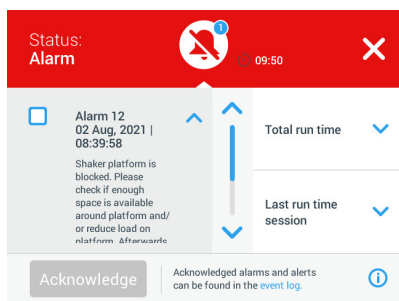 Status:
Alarm
1
09:50
Alarm 12
02 Aug, 2021 |
08:39:58
Shaker platform is
blocked. Please
check if enough
space is available
around platform and/
or reduce load on
platform. Afterwards
Total run time
Last run time
session
Acknowledge
Acknowledged alarms and alerts
can be found in the event log.